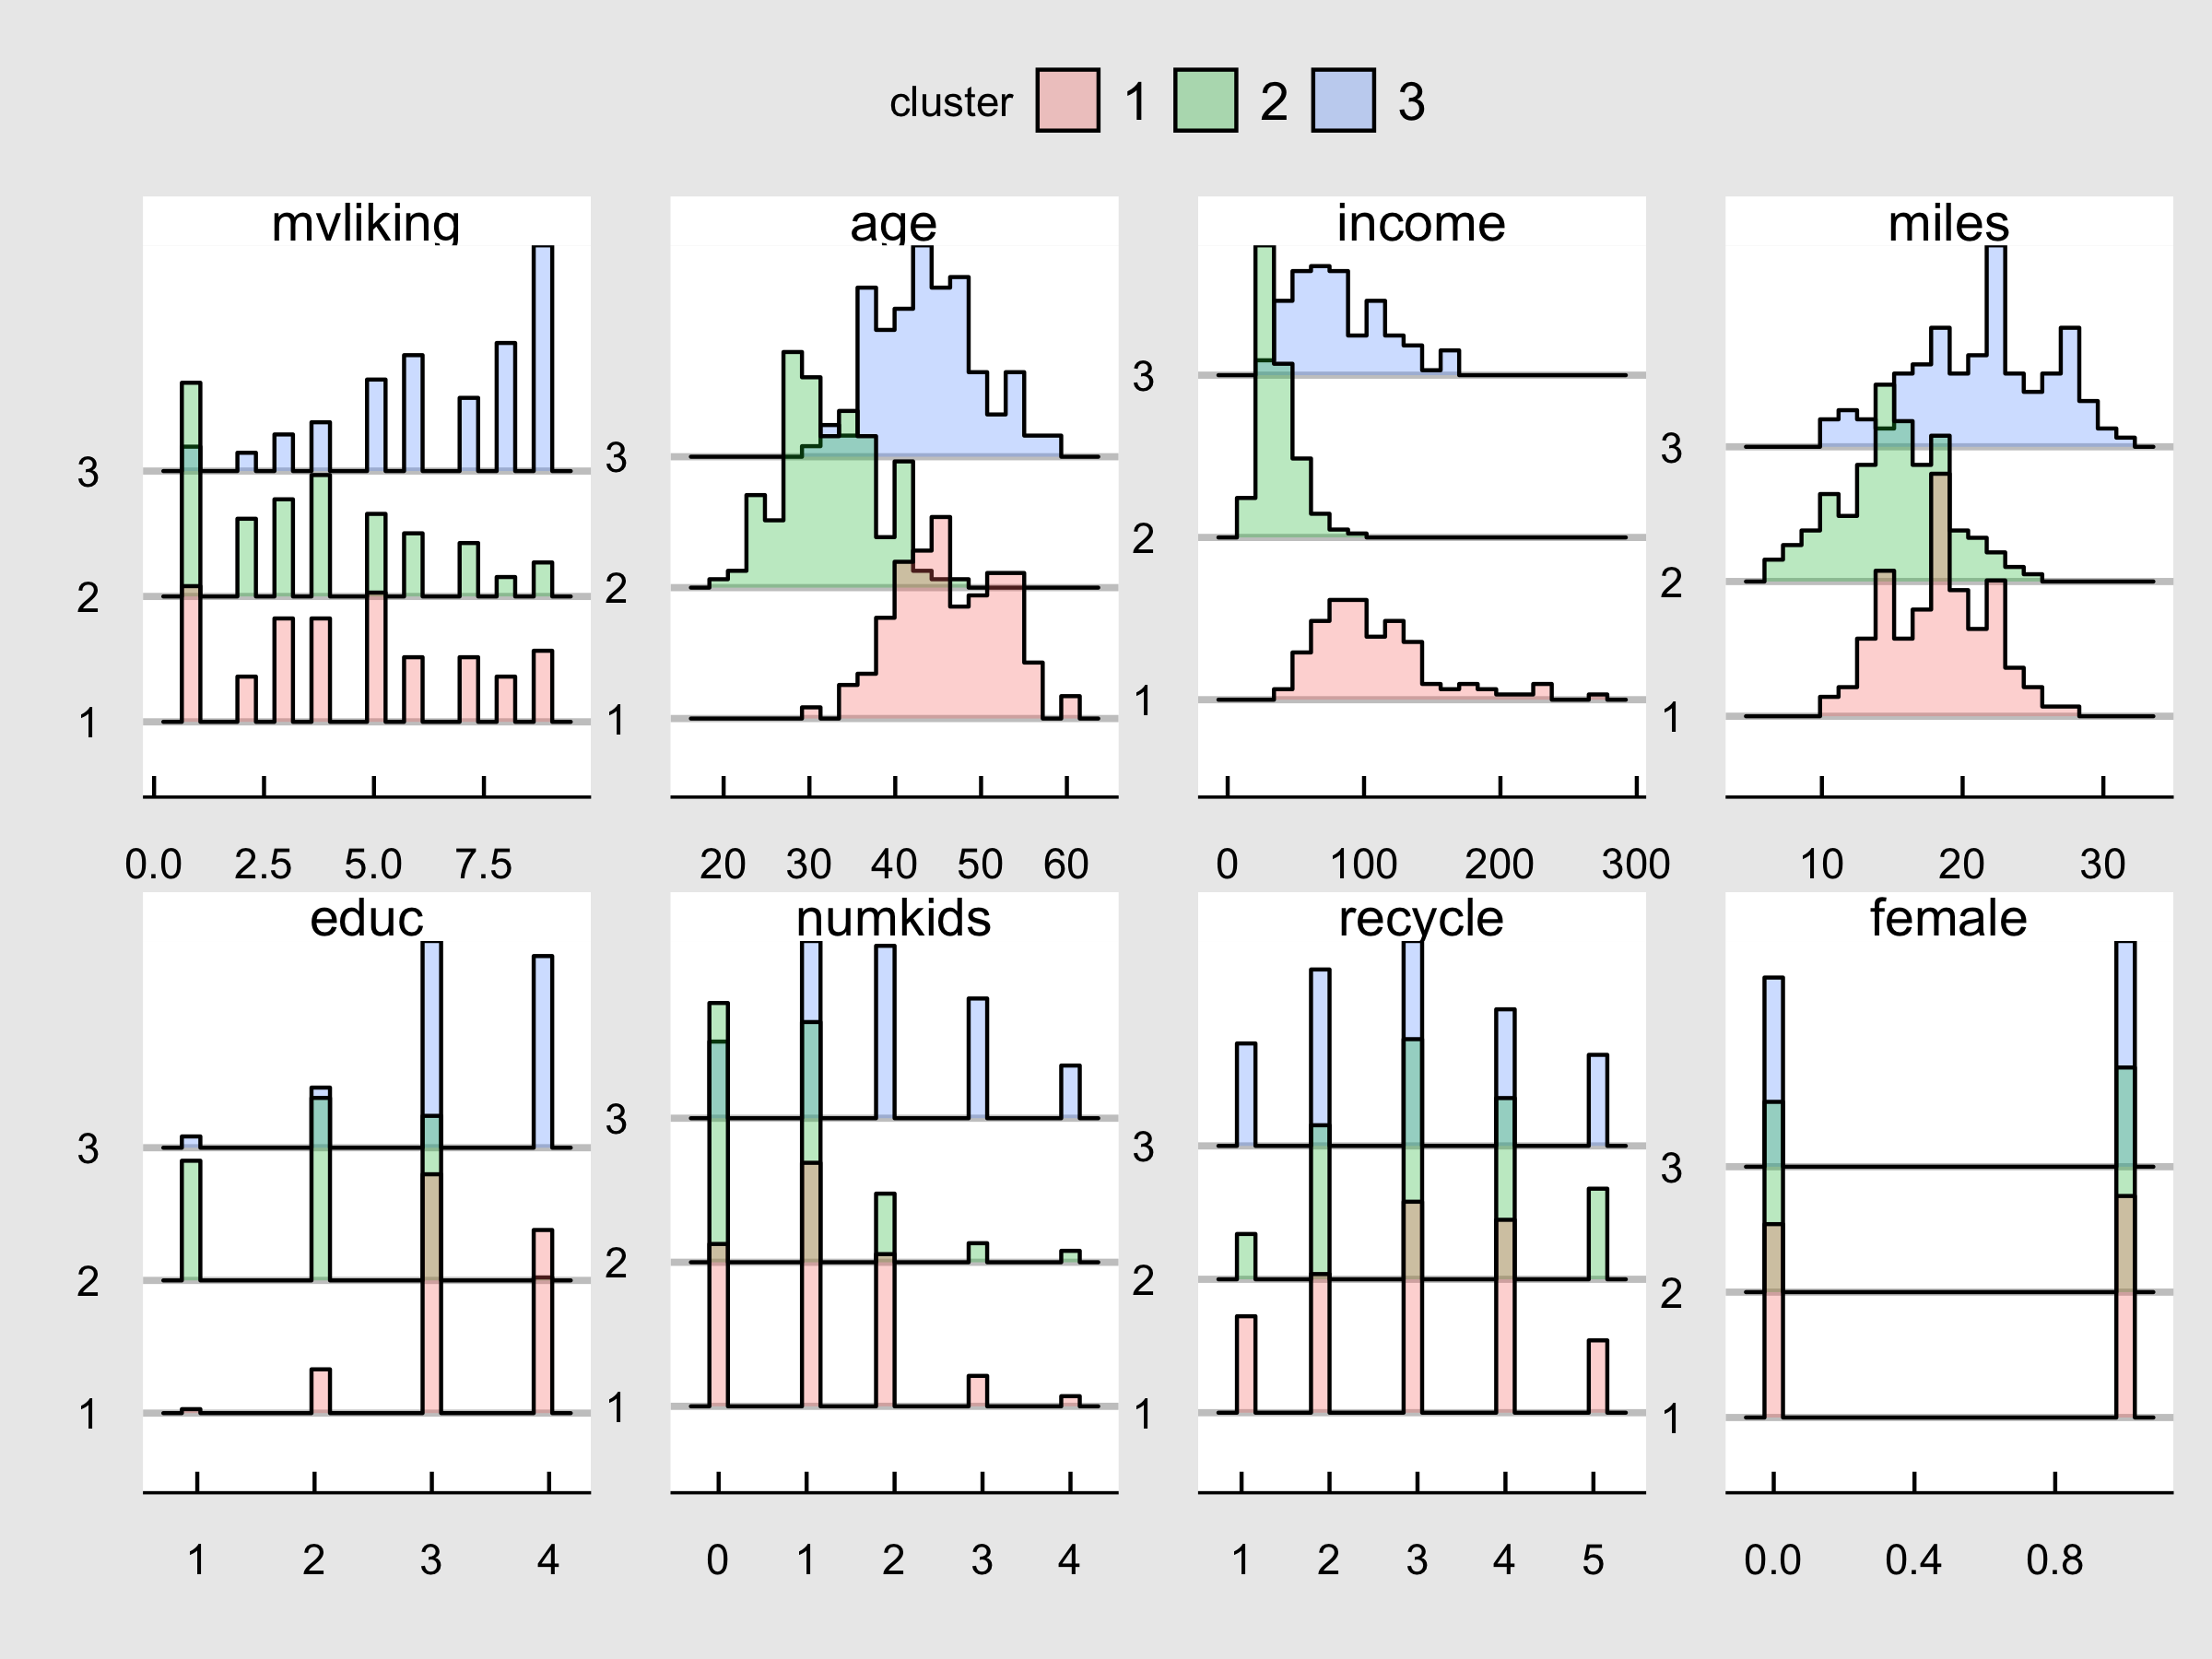 cluster 1 2 3
mvliking age income miles
3 3 3 3
2 2 2 2
1 1 1 1
0.0 2.5 5.0 7.5 20 30 40 50 60 0 100 200 300 10 20 30
educ numkids recycle female
3 3 3 3
2 2 2 2
1 1 1 1
1 2 3 4 0 1 2 3 4 1 2 3 4 5 0.0 0.4 0.8